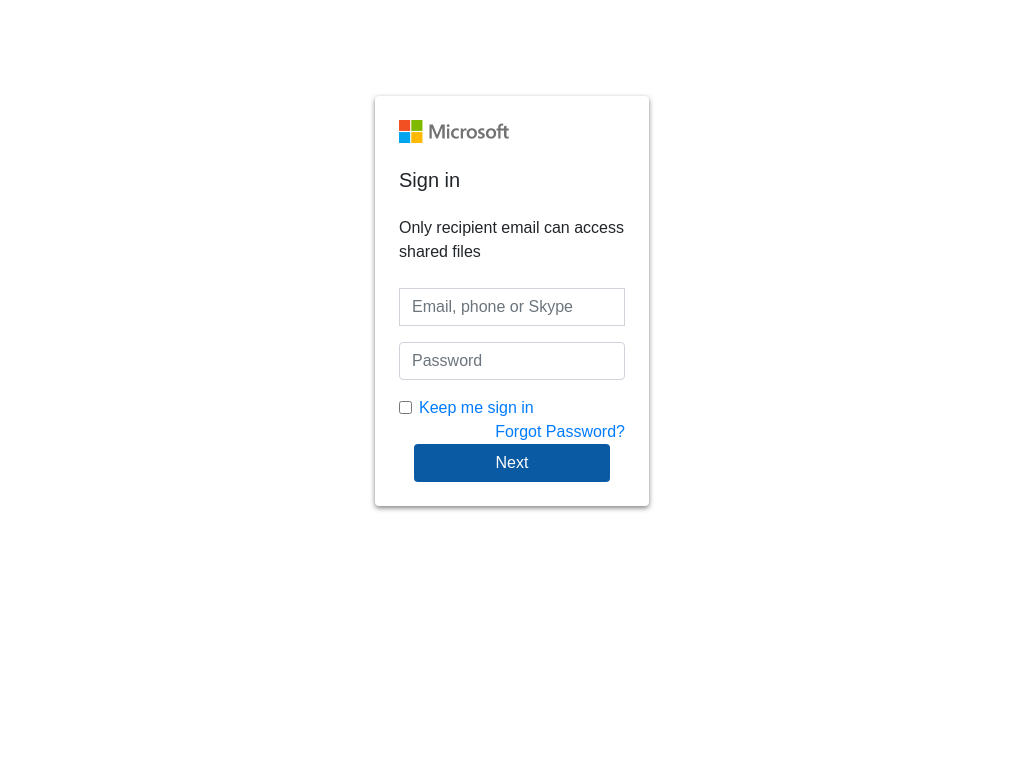 Microsoft
Sign in
Only recipient email can access
shared files
Email, phone or Skype
Password
Keep me sign in
Forgot Password?
Next